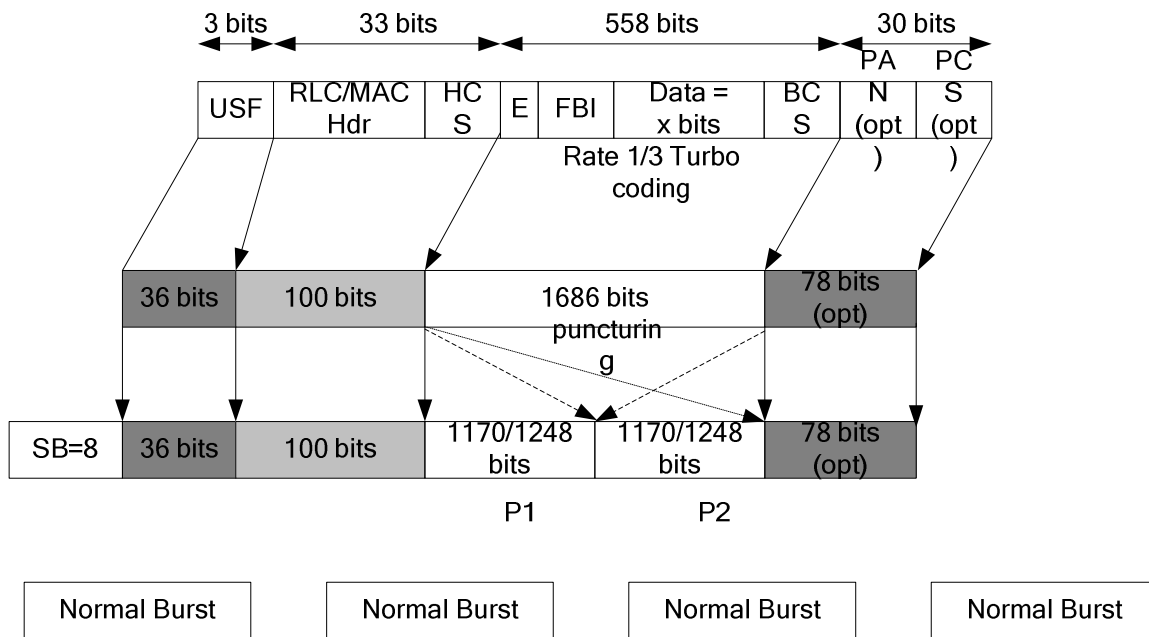 3 bits 33 bits 558 bits 30 bits
USF
RLC/MAC
Hdr
HC
S
E
FBI
Data =
x bits
BC
S
PA
N
(opt
)
PC
S
(opt
)
Rate 1/3 Turbo
coding
36 bits
100 bits
1686 bits
78 bits
(opt)
puncturin
g
SB=8
36 bits
100 bits
1170/1248
bits
1170/1248
bits
78 bits
(opt)
P1 P2
Normal Burst Normal Burst Normal Burst Normal Burst